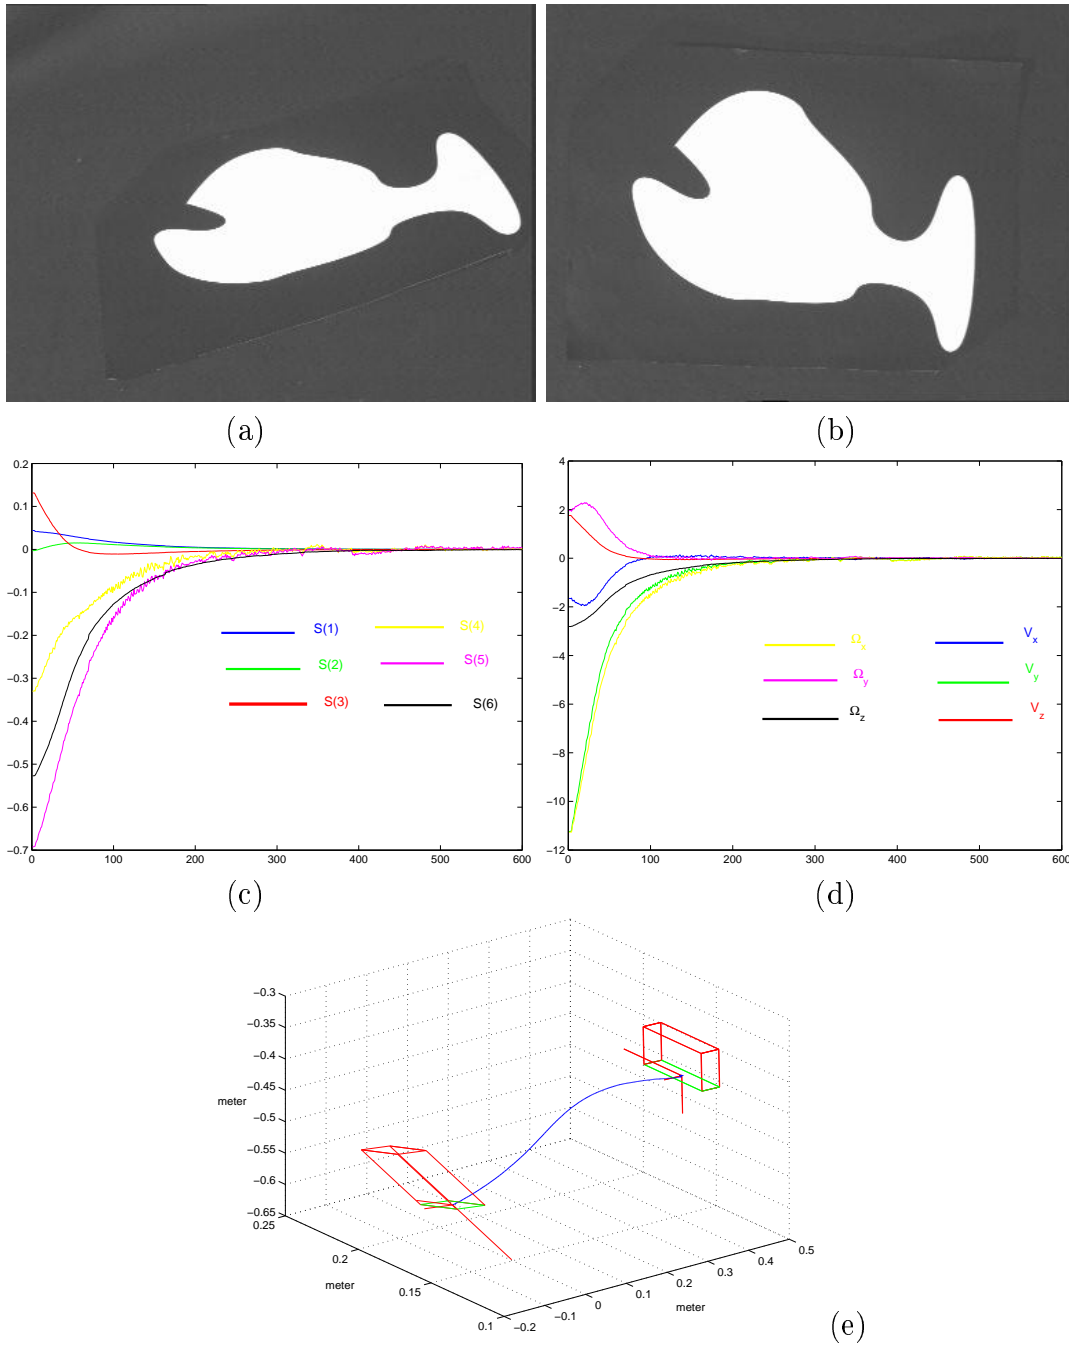 (a)
(b)
0.2
0.1
0
−0.1
−0.2
−0.3
−0.4
−0.5
−0.6
−0.7
0 100 200 300 400 500 600
S(1)
S(2)
S(3)
S(4)
S(5)
S(6)
(c)
4
2
0
−2
−4
−6
−8
−10
−12
0 100 200 300 400 500 600
Ωx
Ωy
Ωz
Vx
Vy
Vz
(d)
−0.3
−0.35
−0.4
−0.45
−0.5
−0.55
−0.6
−0.65
meter
0.25
0.2
0.15
0.1
meter
−0.2
−0.1
0
0.1
0.2
0.3
0.4
0.5
meter
(e)